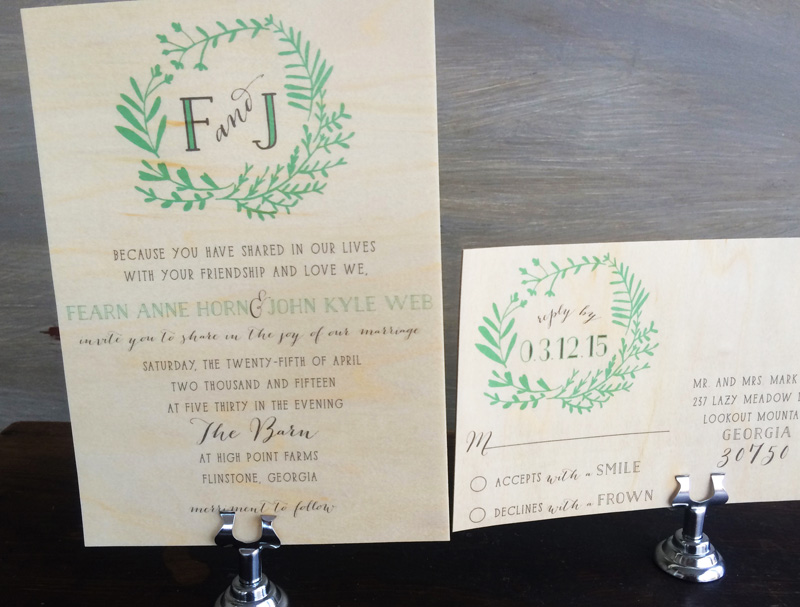 F and J
BECAUSE YOU HAVE SHARED IN OUR LIVES
WITH YOUR FRIENDSHIP AND LOVE WE,
FEARN ANNE HORN & JOHN KYLE WEB
invite you to share in the joy of our marriage
SATURDAY, THE TWENTY-FIFTH OF APRIL
TWO THOUSAND AND FIFTEEN
AT FIVE THIRTY IN THE EVENING
The Barn
AT HIGH POINT FARMS
FLINSTONE, GEORGIA
merriment to follow
reply by
03.12.15
M
ACCEPTS with a SMILE
DECLINES with a FROWN
MR. AND MRS. MARK
257 LAZY MEADOW
LOOKOUT MOUNTA
GEORGIA
30750